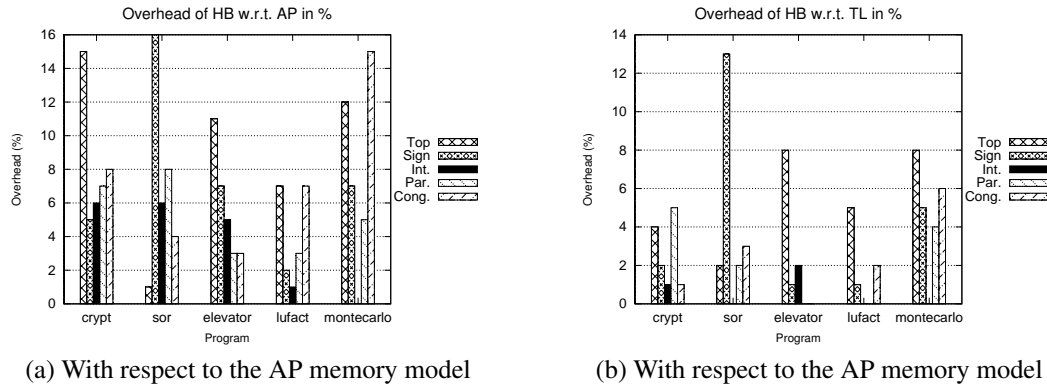 Overhead of HB w.r.t. AP in %
16
14
12
10
8
6
4
2
0
Overhead (%)
crypt sor elevator lufact montecarlo
Program
Top
Sign
Int.
Par.
Cong.
(a) With respect to the AP memory model
Overhead of HB w.r.t. TL in %
14
12
10
8
6
4
2
0
Overhead (%)
crypt sor elevator lufact montecarlo
Program
Top
Sign
Int.
Par.
Cong.
(b) With respect to the AP memory model